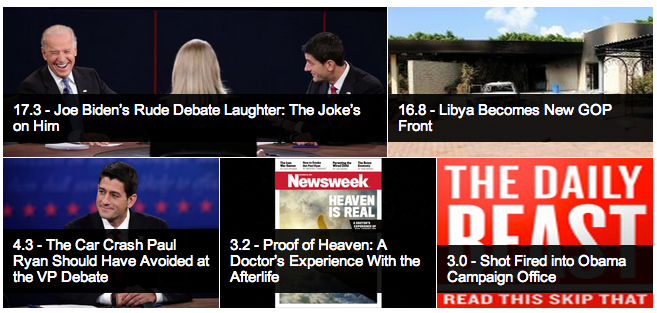 17.3 - Joe Biden's Rude Debate Laughter: The Joke's
on Him
16.8 - Libya Becomes New GOP
Front
4.3 - The Car Crash Paul
Ryan Should Have Avoided at
the VP Debate
Newsweek
HEAVEN
IS REAL
3.2 - Proof of Heaven: A
Doctor's Experience With the
Afterlife
THE DAILY
BEAST
3.0 - Shot Fired into Obama
Campaign Office
READ THIS SKIP THAT